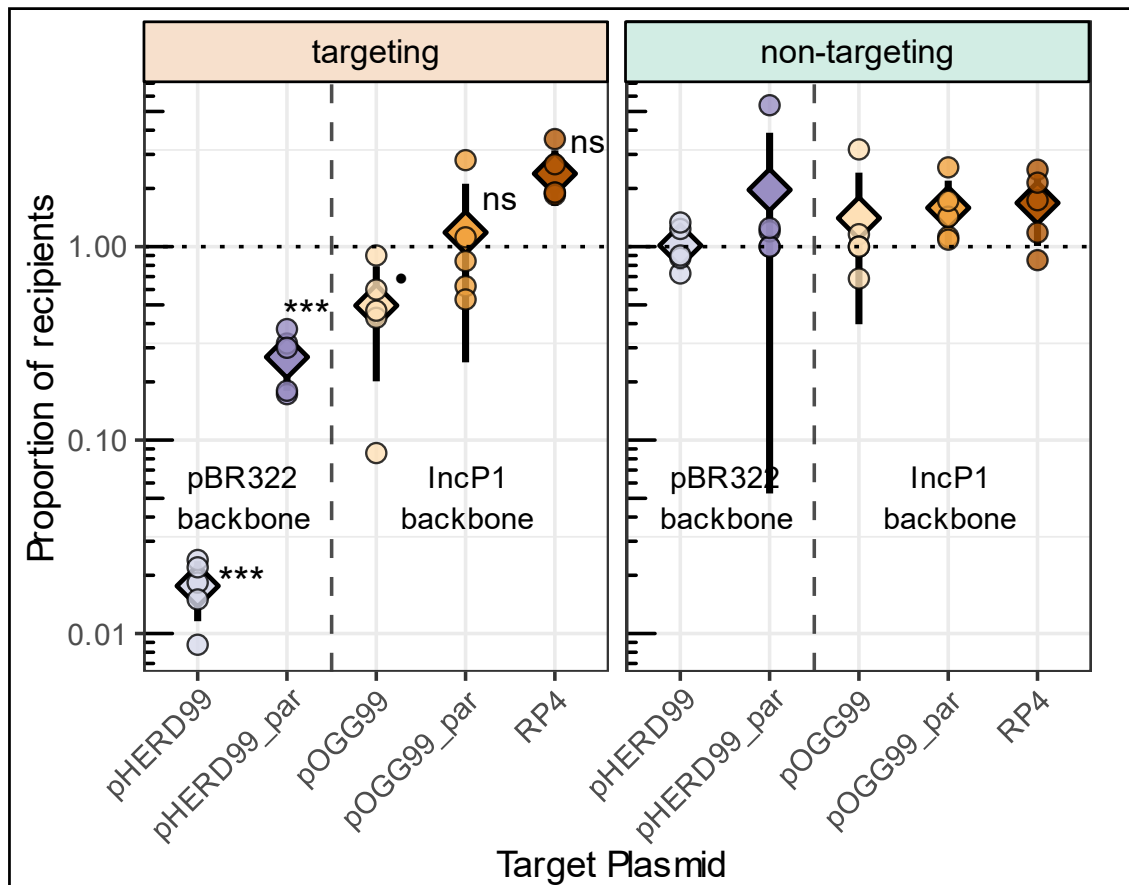 targeting
non-targeting
Proportion of recipients
1.00
0.10
0.01
ns
ns
***
•
***
pBR322
backbone
IncP1
backbone
pBR322
backbone
IncP1
backbone
pHERD99
pHERD99_par
pOGG99
pOGG99_par
RP4
pHERD99
pHERD99_par
pOGG99
pOGG99_par
RP4
Target Plasmid